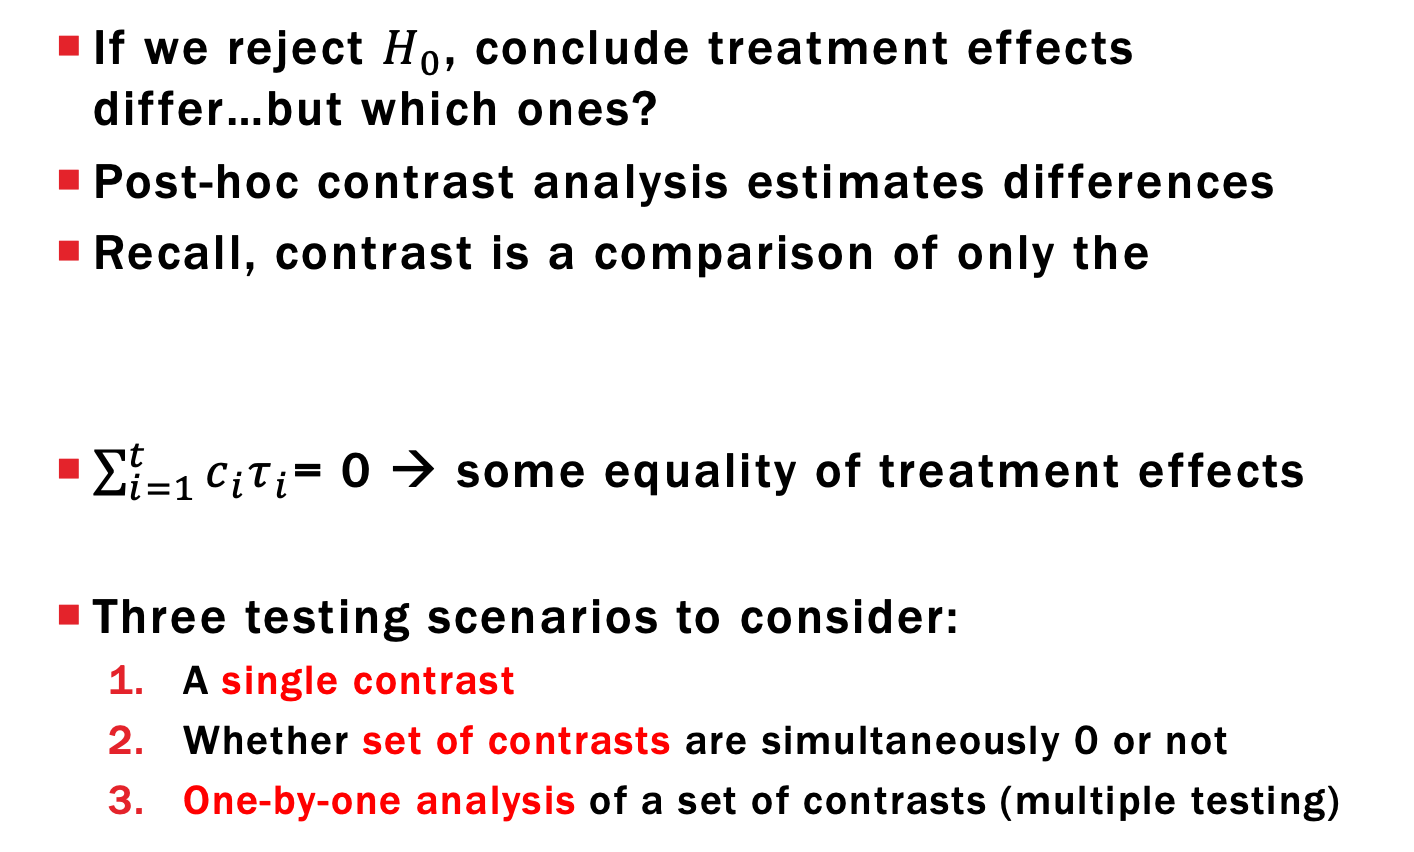 ▪ If we reject H₀, conclude treatment effects
differ…but which ones?
▪ Post-hoc contrast analysis estimates differences
▪ Recall, contrast is a comparison of only the
▪ ∑ᵗᵢ₌₁ cᵢτᵢ= 0 → some equality of treatment effects
▪ Three testing scenarios to consider:
1. A single contrast
2. Whether set of contrasts are simultaneously 0 or not
3. One-by-one analysis of a set of contrasts (multiple testing)